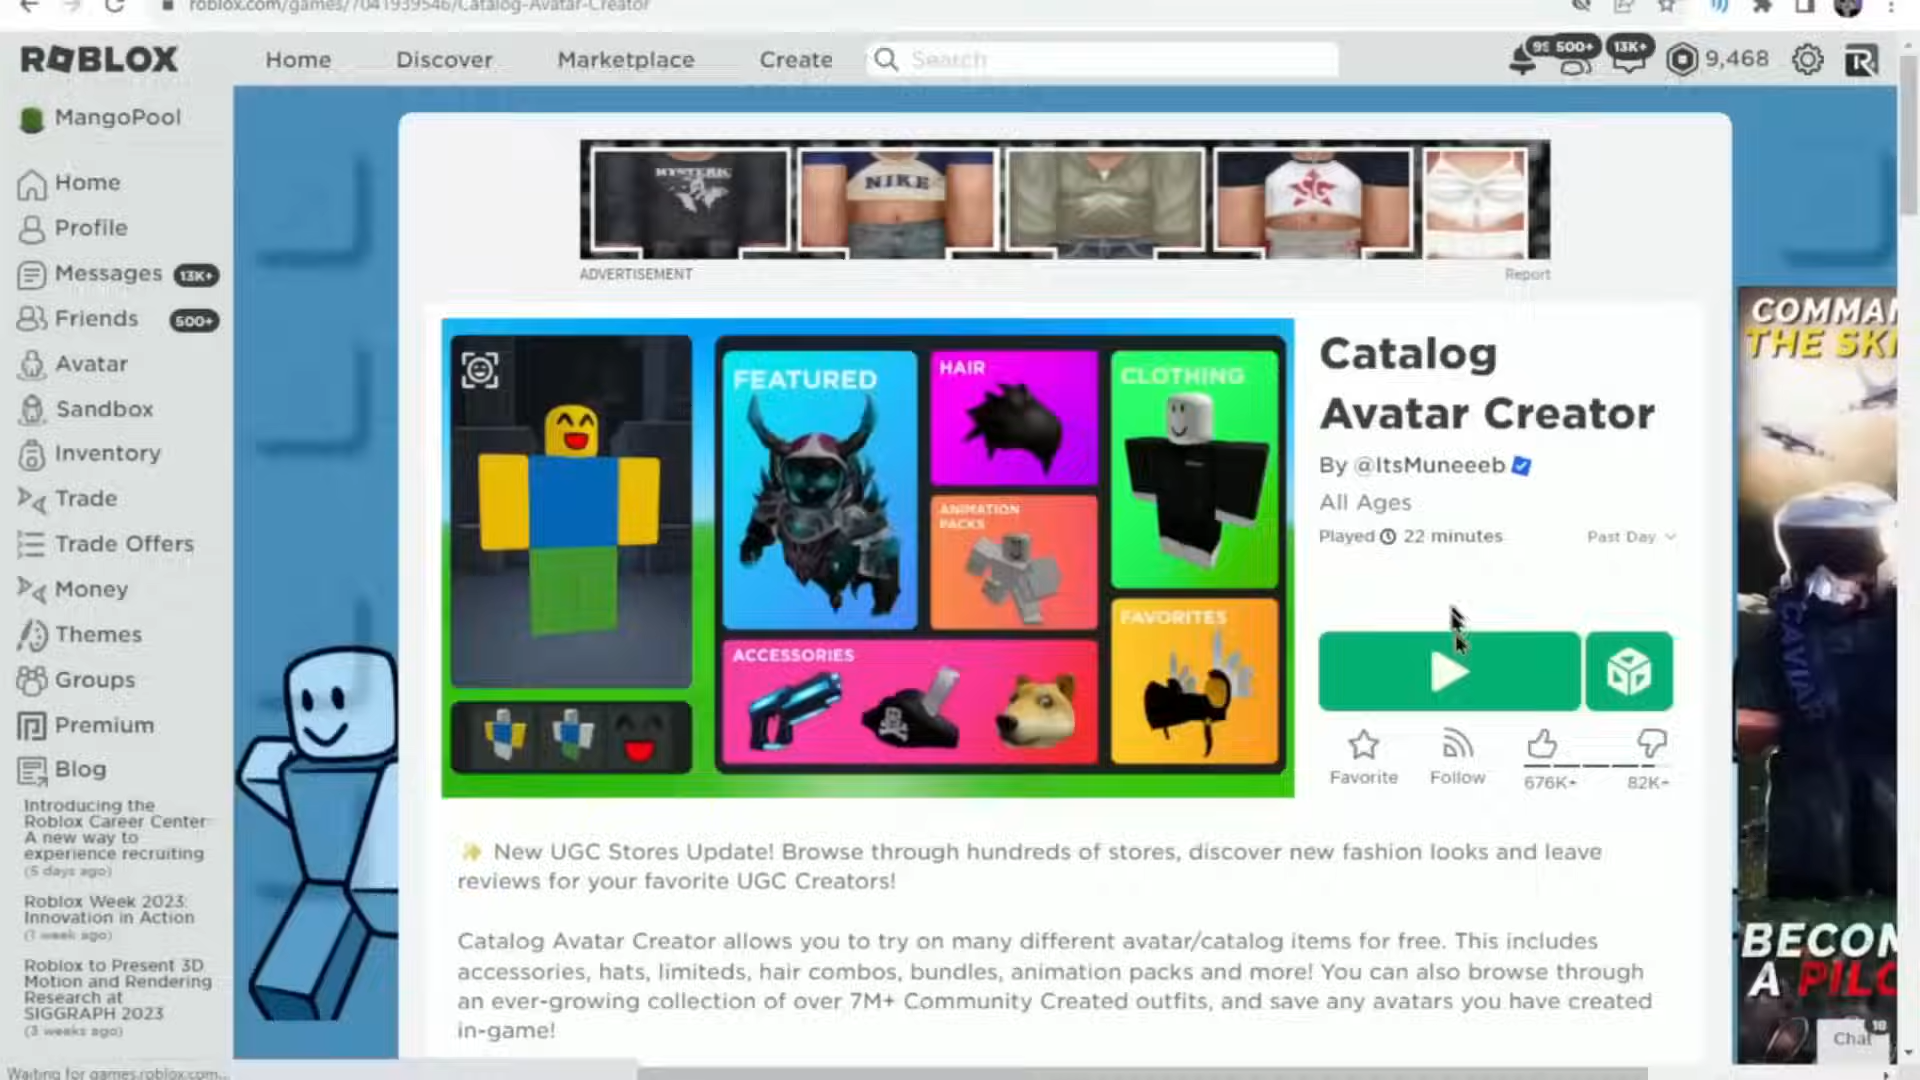 roblox.com/games/7041939546/Catalog-Avatar-Creator
ROBLOX
Home
Discover
Marketplace
Create
Search
500+
13K+
9,468
MangoPool
Home
Profile
Messages 13K+
Friends 500+
Avatar
Sandbox
Inventory
Trade
Trade Offers
Money
Themes
Groups
Premium
Blog
Introducing the
Roblox Career Center
A new way to
experience recruiting
(5 days ago)
Roblox Week 2023:
Innovation in Action
(1 week ago)
Roblox to Present 3D
Motion and Rendering
Research at
SIGGRAPH 2023
(3 weeks ago)
Waiting for games.roblox.com...
NIKE
SG
ADVERTISEMENT
Report
FEATURED
HAIR
CLOTHING
ANIMATION
PACKS
FAVORITES
ACCESSORIES
Catalog
Avatar Creator
By @ItsMuneeeb
All Ages
Played 22 minutes
Past Day
Favorite
Follow
676K+
82K+
New UGC Stores Update! Browse through hundreds of stores, discover new fashion looks and leave
reviews for your favorite UGC Creators!
Catalog Avatar Creator allows you to try on many different avatar/catalog items for free. This includes
accessories, hats, limiteds, hair combos, bundles, animation packs and more! You can also browse through
an ever-growing collection of over 7M+ Community Created outfits, and save any avatars you have created
in-game!
COMMA
THE SKI
CAVIAR
BECOM
A PILO
Chat
10